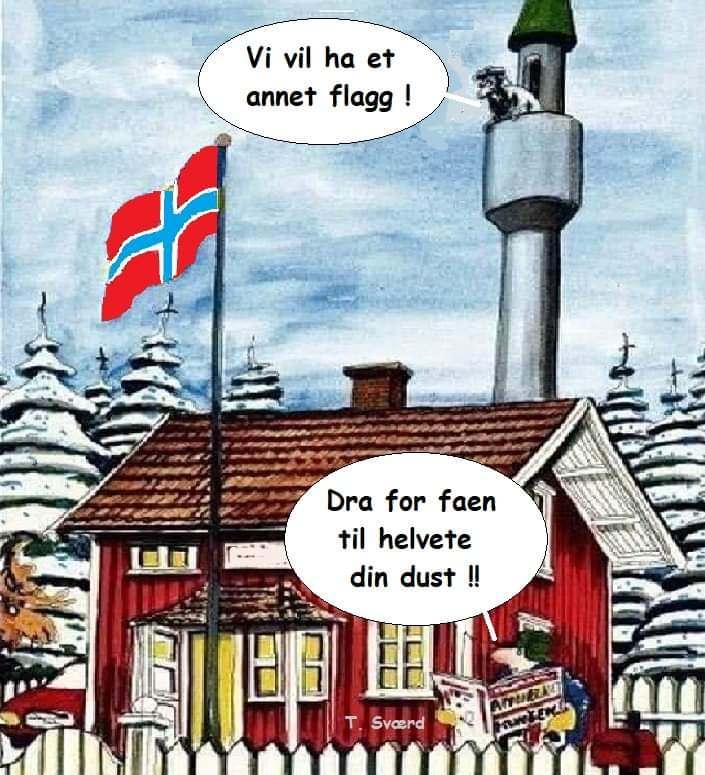 Vi vil ha et
annet flagg !
Dra for faen
til helvete
din dust !!
T. Sværd